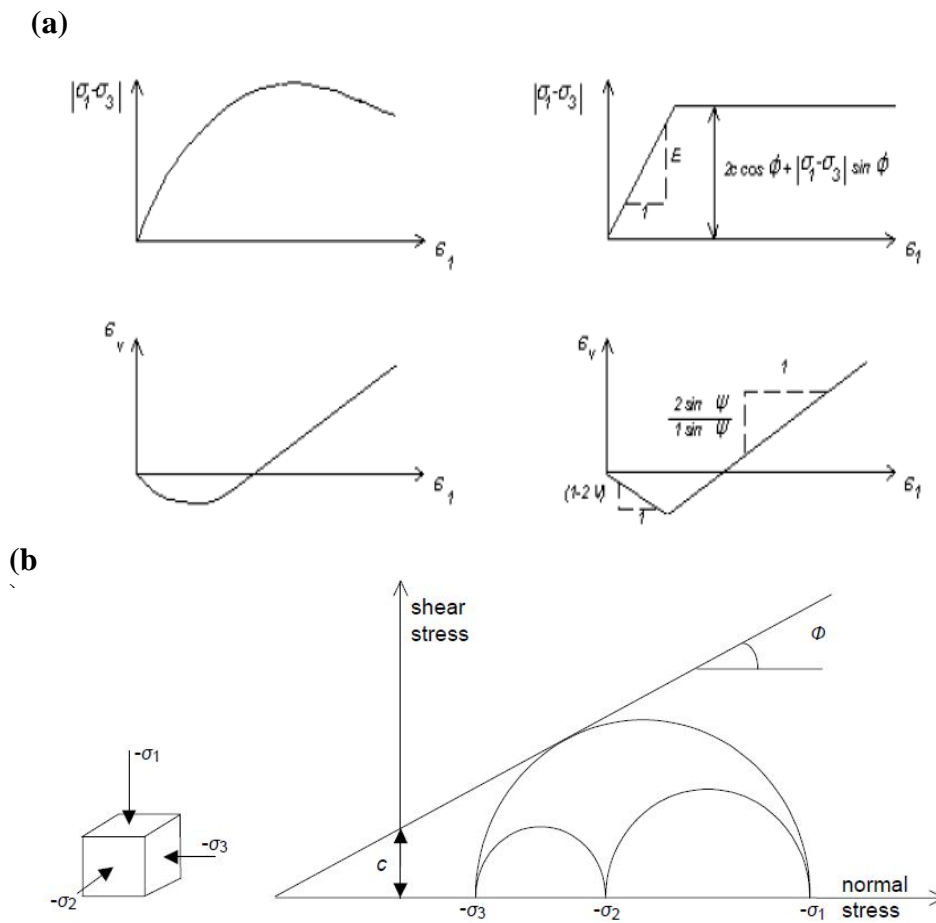 (a)
|σ₁-σ₃|
ϵ₁
|σ₁-σ₃|
E
1
2c cos ϕ + |σ₁-σ₃| sin ϕ
ϵ₁
ϵᵥ
ϵ₁
ϵᵥ
1
2 sin ψ
1 sin ψ
(1-2 ν)
1
ϵ₁
(b
shear
stress
Φ
c
-σ₁
-σ₃
-σ₂
-σ₃
-σ₂
-σ₁
normal
stress